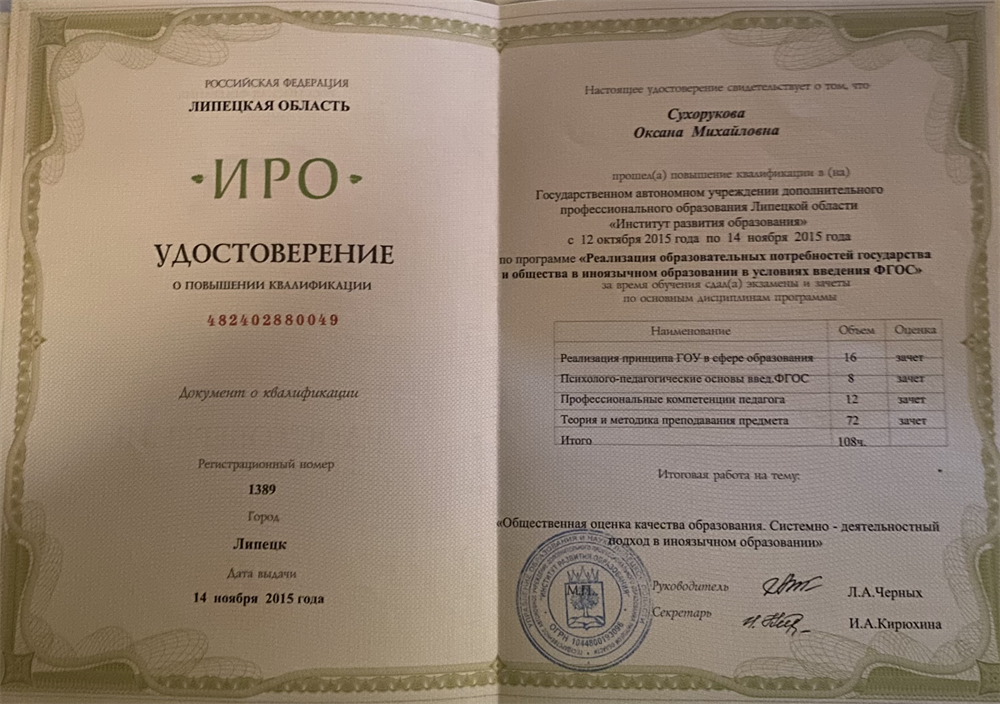 РОССИЙСКАЯ ФЕДЕРАЦИЯ
ЛИПЕЦКАЯ ОБЛАСТЬ
ИРО
УДОСТОВЕРЕНИЕ
О ПОВЫШЕНИИ КВАЛИФИКАЦИИ
482402880049
Документ о квалификации
Регистрационный номер
1389
Город
Липецк
Дата выдачи
14 ноября 2015 года
Настоящее удостоверение свидетельствует о том, что
Сухорукова
Оксана Михайловна
прошел(а) повышение квалификации в (на)
Государственном автономном учреждении дополнительного
профессионального образования Липецкой области
«Институт развития образования»
с 12 октября 2015 года по 14 ноября 2015 года
по программе «Реализация образовательных потребностей государства
и общества в иноязычном образовании в условиях введения ФГОС»
за время обучения сдал(а) экзамены и зачеты
по основным дисциплинам программы
Наименование Объем Оценка
Реализация принципа ГОУ в сфере образования 16 зачет
Психолого-педагогические основы введ.ФГОС 8 зачет
Профессиональные компетенции педагога 12 зачет
Теория и методика преподавания предмета 72 зачет
Итого 108ч.
Итоговая работа на тему:
«Общественная оценка качества образования. Системно - деятельностный
подход в иноязычном образовании»
М.П.
"ИНСТИТУТ РАЗВИТИЯ ОБРАЗОВАНИЯ"
ОГРН 1044800193096
Руководитель Л.А.Черных
Секретарь И.А.Кирюхина